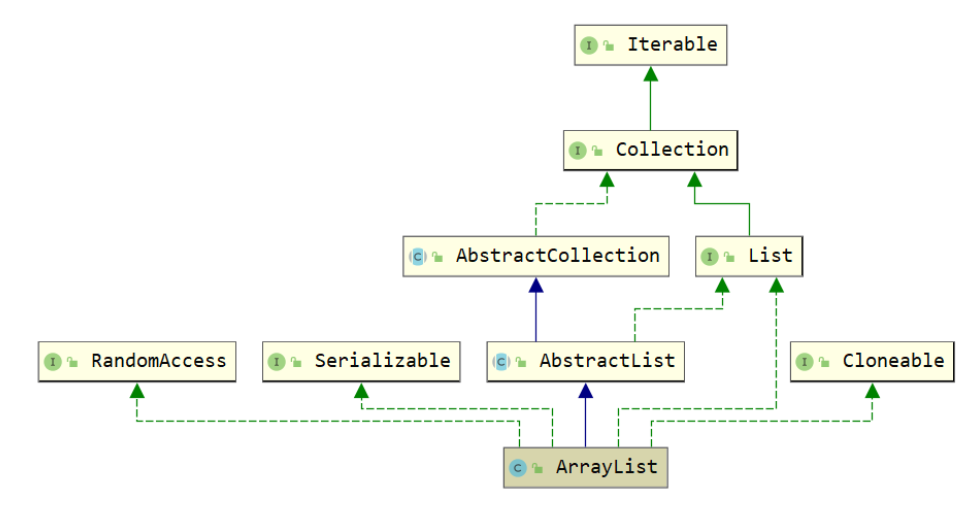 I Iterable
I Collection
C AbstractCollection
I List
I RandomAccess
I Serializable
C AbstractList
I Cloneable
C ArrayList